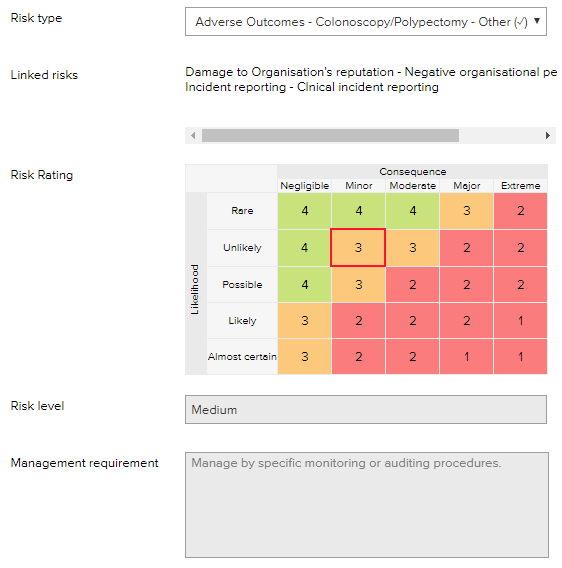 Risk type
Adverse Outcomes - Colonoscopy/Polypectomy - Other (✓)
Linked risks
Damage to Organisation's reputation - Negative organisational pe
Incident reporting - Clnical incident reporting
Risk Rating
Consequence
Negligible Minor Moderate Major Extreme
Likelihood
Rare 4 4 4 3 2
Unlikely 4 3 3 2 2
Possible 4 3 2 2 2
Likely 3 2 2 2 1
Almost certain 3 2 2 1 1
Risk level
Medium
Management requirement
Manage by specific monitoring or auditing procedures.